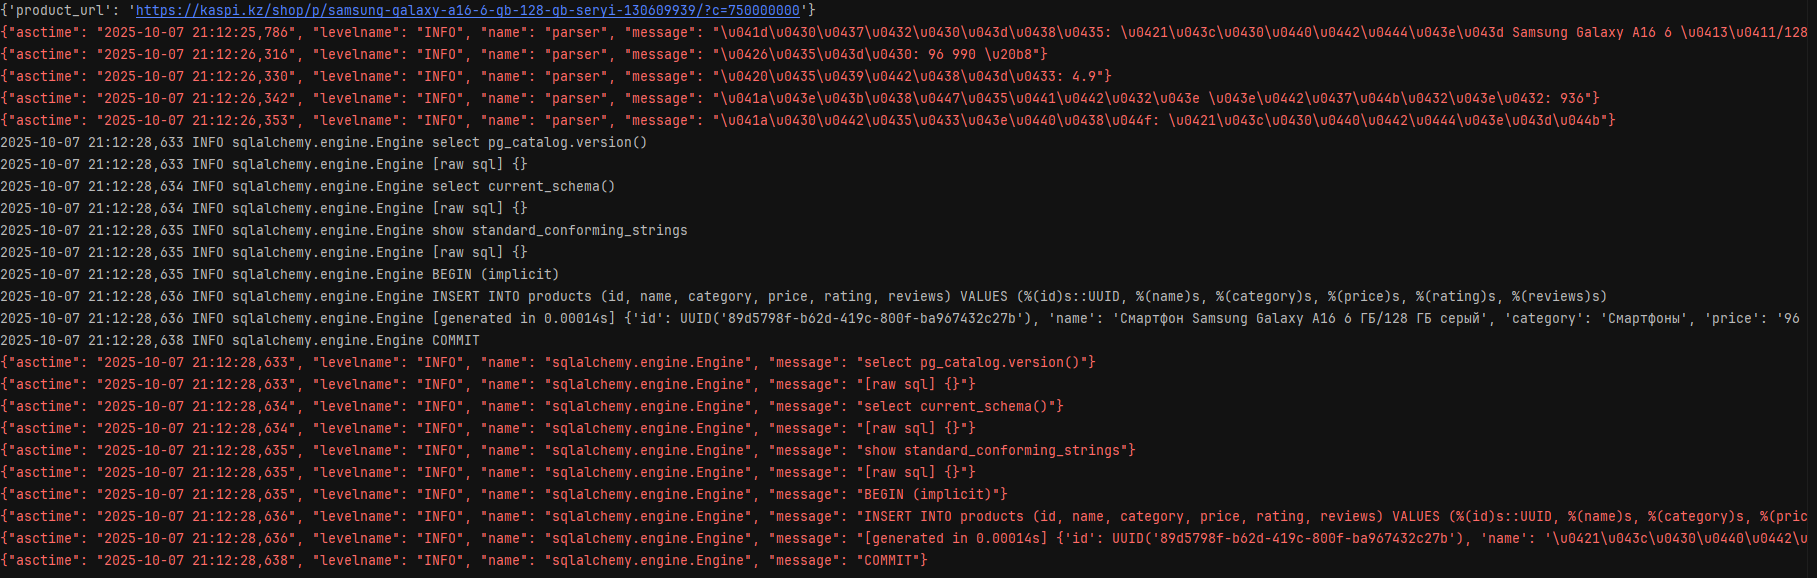 {'product_url': 'https://kaspi.kz/shop/p/samsung-galaxy-a16-6-gb-128-gb-seryi-130609939/?c=750000000'}
{"asctime": "2025-10-07 21:12:25,786", "levelname": "INFO", "name": "parser", "message": "\u041d\u0430\u0437\u0432\u0430\u043d\u0438\u0435: \u0421\u043c\u0430\u0440\u0442\u0444\u043e\u043d Samsung Galaxy A16 6 \u0413\u0411/128
{"asctime": "2025-10-07 21:12:26,316", "levelname": "INFO", "name": "parser", "message": "\u0426\u0435\u043d\u0430: 96 990 \u20b8"}
{"asctime": "2025-10-07 21:12:26,330", "levelname": "INFO", "name": "parser", "message": "\u0420\u0435\u0439\u0442\u0438\u043d\u0433: 4.9"}
{"asctime": "2025-10-07 21:12:26,342", "levelname": "INFO", "name": "parser", "message": "\u041a\u043e\u043b\u0438\u0447\u0435\u0441\u0442\u0432\u043e \u043e\u0442\u0437\u044b\u0432\u043e\u0432: 936"}
{"asctime": "2025-10-07 21:12:26,353", "levelname": "INFO", "name": "parser", "message": "\u041a\u0430\u0442\u0435\u0433\u043e\u0440\u0438\u044f: \u0421\u043c\u0430\u0440\u0442\u0444\u043e\u043d\u044b"}
2025-10-07 21:12:28,633 INFO sqlalchemy.engine.Engine select pg_catalog.version()
2025-10-07 21:12:28,633 INFO sqlalchemy.engine.Engine [raw sql] {}
2025-10-07 21:12:28,634 INFO sqlalchemy.engine.Engine select current_schema()
2025-10-07 21:12:28,634 INFO sqlalchemy.engine.Engine [raw sql] {}
2025-10-07 21:12:28,635 INFO sqlalchemy.engine.Engine show standard_conforming_strings
2025-10-07 21:12:28,635 INFO sqlalchemy.engine.Engine [raw sql] {}
2025-10-07 21:12:28,635 INFO sqlalchemy.engine.Engine BEGIN (implicit)
2025-10-07 21:12:28,636 INFO sqlalchemy.engine.Engine INSERT INTO products (id, name, category, price, rating, reviews) VALUES (%(id)s::UUID, %(name)s, %(category)s, %(price)s, %(rating)s, %(reviews)s)
2025-10-07 21:12:28,636 INFO sqlalchemy.engine.Engine [generated in 0.00014s] {'id': UUID('89d5798f-b62d-419c-800f-ba967432c27b'), 'name': 'Смартфон Samsung Galaxy A16 6 ГБ/128 ГБ серый', 'category': 'Смартфоны', 'price': '96
2025-10-07 21:12:28,638 INFO sqlalchemy.engine.Engine COMMIT
{"asctime": "2025-10-07 21:12:28,633", "levelname": "INFO", "name": "sqlalchemy.engine.Engine", "message": "select pg_catalog.version()"}
{"asctime": "2025-10-07 21:12:28,633", "levelname": "INFO", "name": "sqlalchemy.engine.Engine", "message": "[raw sql] {}"}
{"asctime": "2025-10-07 21:12:28,634", "levelname": "INFO", "name": "sqlalchemy.engine.Engine", "message": "select current_schema()"}
{"asctime": "2025-10-07 21:12:28,634", "levelname": "INFO", "name": "sqlalchemy.engine.Engine", "message": "[raw sql] {}"}
{"asctime": "2025-10-07 21:12:28,635", "levelname": "INFO", "name": "sqlalchemy.engine.Engine", "message": "show standard_conforming_strings"}
{"asctime": "2025-10-07 21:12:28,635", "levelname": "INFO", "name": "sqlalchemy.engine.Engine", "message": "[raw sql] {}"}
{"asctime": "2025-10-07 21:12:28,635", "levelname": "INFO", "name": "sqlalchemy.engine.Engine", "message": "BEGIN (implicit)"}
{"asctime": "2025-10-07 21:12:28,636", "levelname": "INFO", "name": "sqlalchemy.engine.Engine", "message": "INSERT INTO products (id, name, category, price, rating, reviews) VALUES (%(id)s::UUID, %(name)s, %(category)s, %(pric
{"asctime": "2025-10-07 21:12:28,636", "levelname": "INFO", "name": "sqlalchemy.engine.Engine", "message": "[generated in 0.00014s] {'id': UUID('89d5798f-b62d-419c-800f-ba967432c27b'), 'name': '\u0421\u043c\u0430\u0440\u0442\u
{"asctime": "2025-10-07 21:12:28,638", "levelname": "INFO", "name": "sqlalchemy.engine.Engine", "message": "COMMIT"}